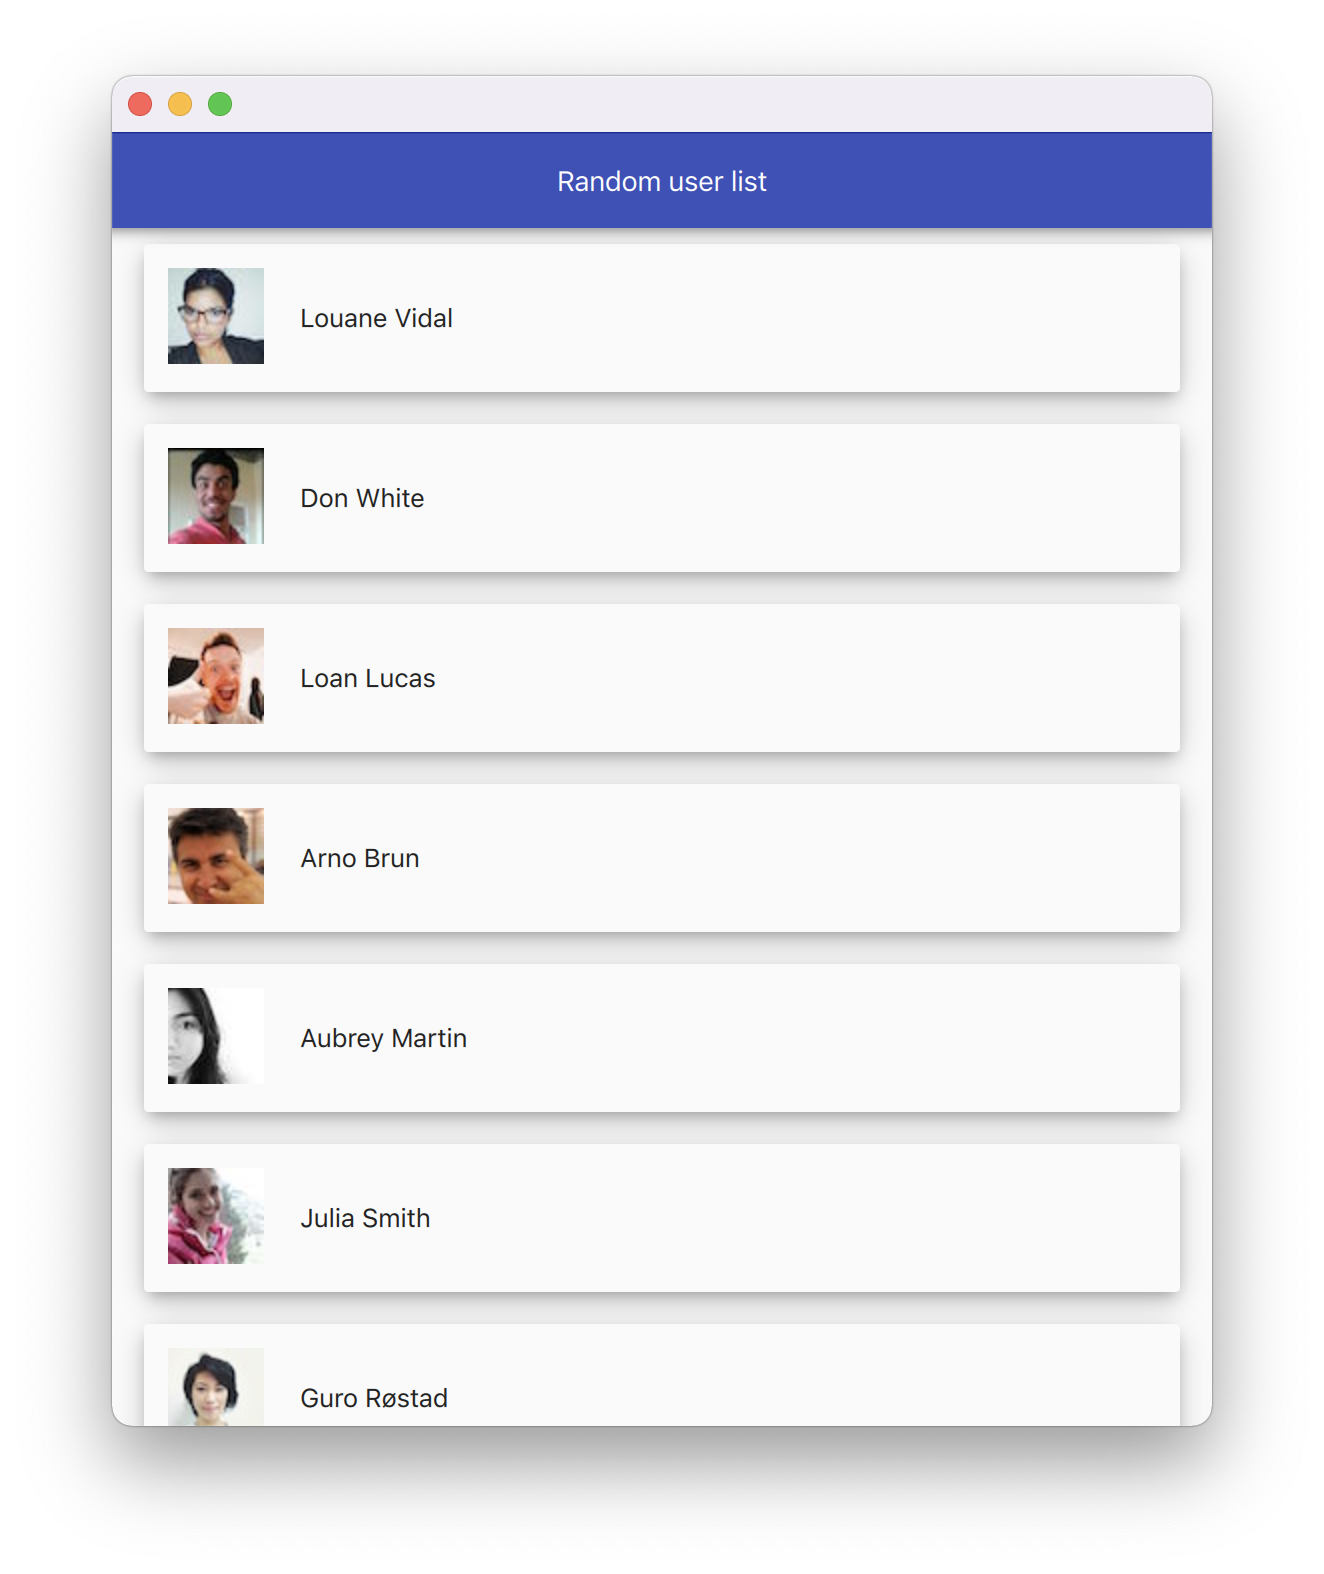 Random user list
Louane Vidal
Don White
Loan Lucas
Arno Brun
Aubrey Martin
Julia Smith
Guro Røstad